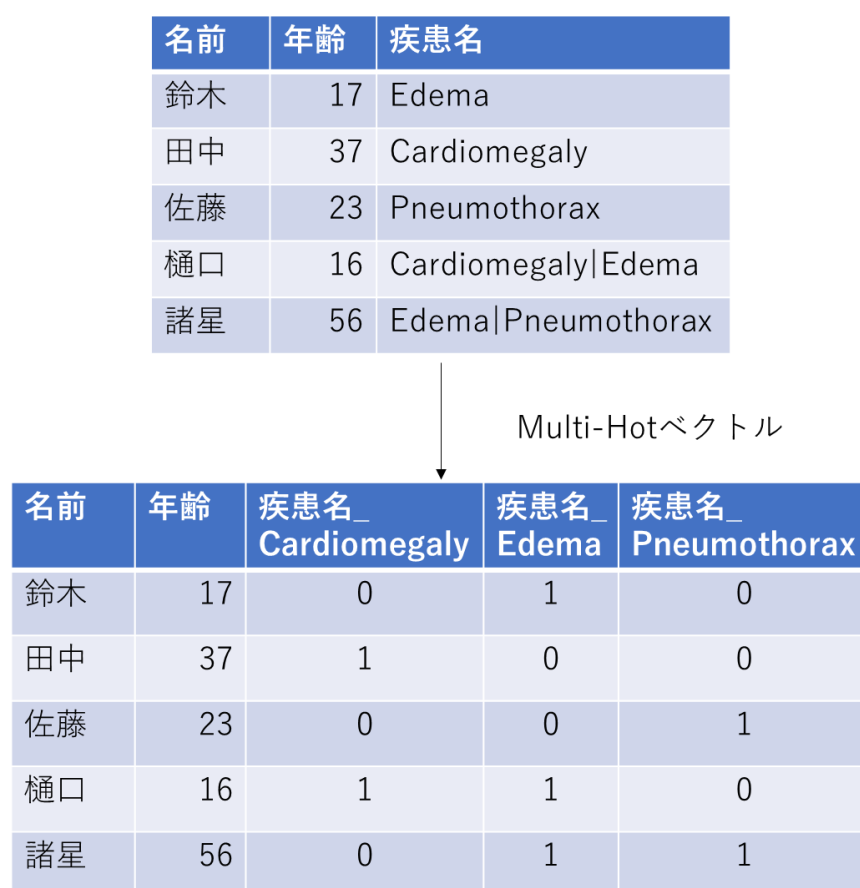 名前 年齢 疾患名
鈴木 17 Edema
田中 37 Cardiomegaly
佐藤 23 Pneumothorax
樋口 16 Cardiomegaly|Edema
諸星 56 Edema|Pneumothorax
Multi-Hotベクトル
名前 年齢 疾患名_ 疾患名_ 疾患名_
Cardiomegaly Edema Pneumothorax
鈴木 17 0 1 0
田中 37 1 0 0
佐藤 23 0 0 1
樋口 16 1 1 0
諸星 56 0 1 1